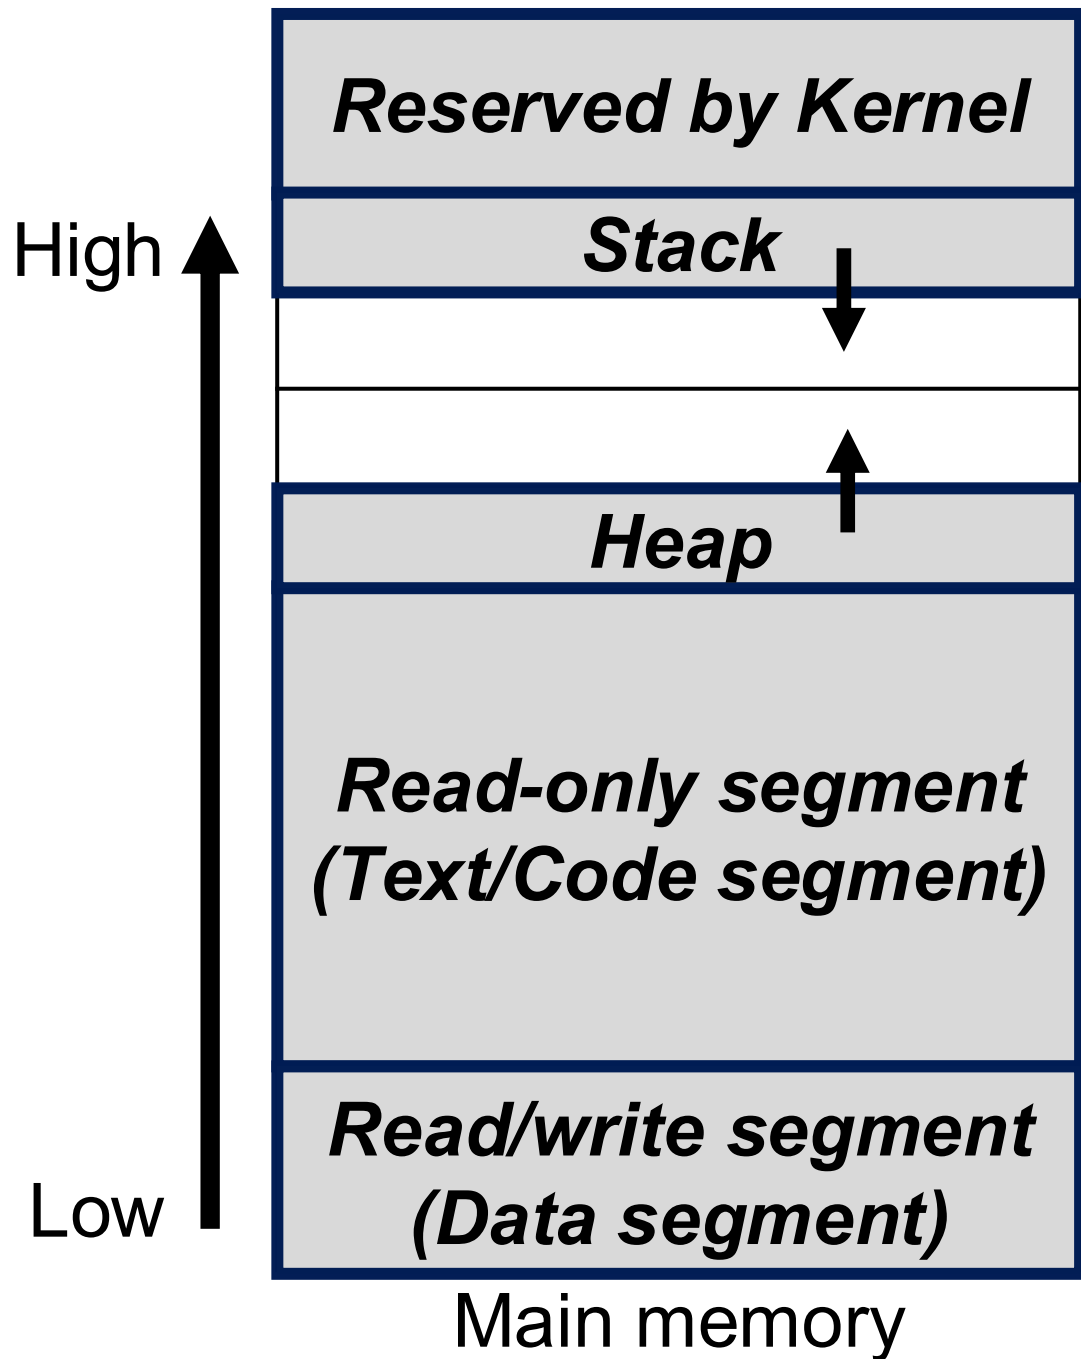 Reserved by Kernel
High
Stack
Heap
Read-only segment
(Text/Code segment)
Read/write segment
Low
(Data segment)
Main memory